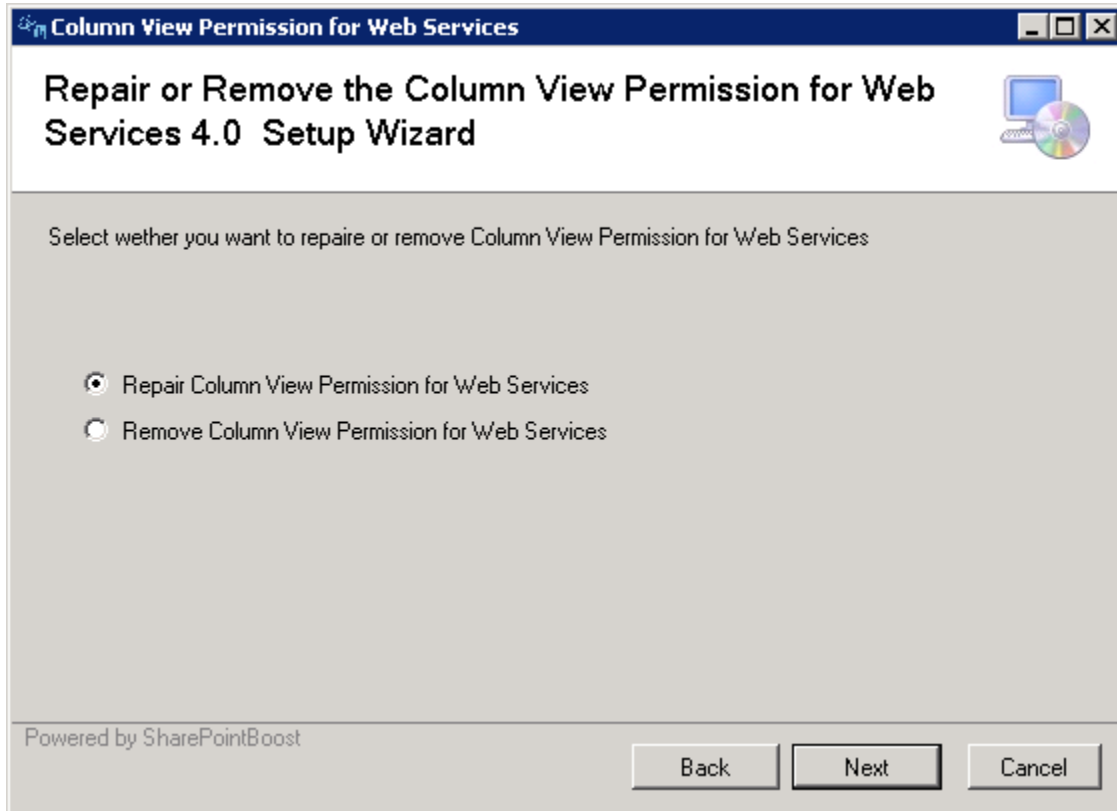 Column View Permission for Web Services
Repair or Remove the Column View Permission for Web
Services 4.0  Setup Wizard
Select wether you want to repaire or remove Column View Permission for Web Services
Repair Column View Permission for Web Services
Remove Column View Permission for Web Services
Powered by SharePointBoost
Back
Next
Cancel